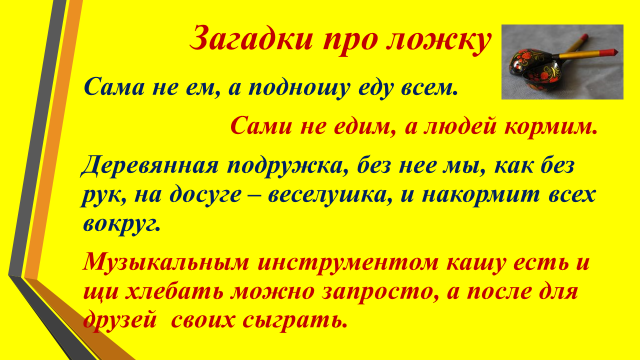 Загадки про ложку
Сама не ем, а подношу еду всем.
Сами не едим, а людей кормим.
Деревянная подружка, без нее мы, как без
рук, на досуге – веселушка, и накормит всех
вокруг.
Музыкальным инструментом кашу есть и
щи хлебать можно запросто, а после для
друзей  своих сыграть.